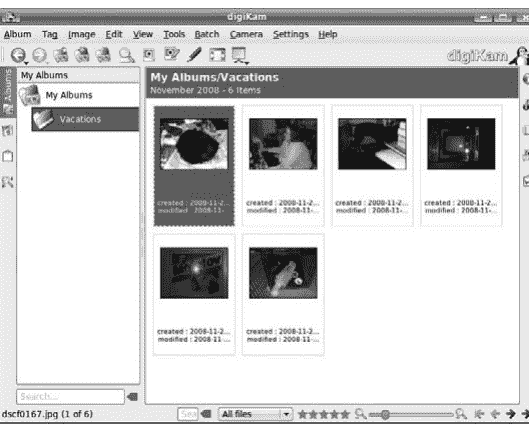 digiKam
Album Tag Image Edit View Tools Batch Camera Settings Help
digiKam
Albums
My Albums
My Albums
Vacations
My Albums/Vacations
November 2008 - 6 Items
created : 2008-11-2...
modified : 2008-11-...
created : 2008-11-2...
modified : 2008-11-...
created : 2008-11-2...
modified : 2008-11-...
created : 2008-11-2...
modified : 2008-11-...
created : 2008-11-2...
modified : 2008-11-...
created : 2008-11-2...
modified : 2008-11-...
Search...
dscf0167.jpg (1 of 6)
Sea
All files